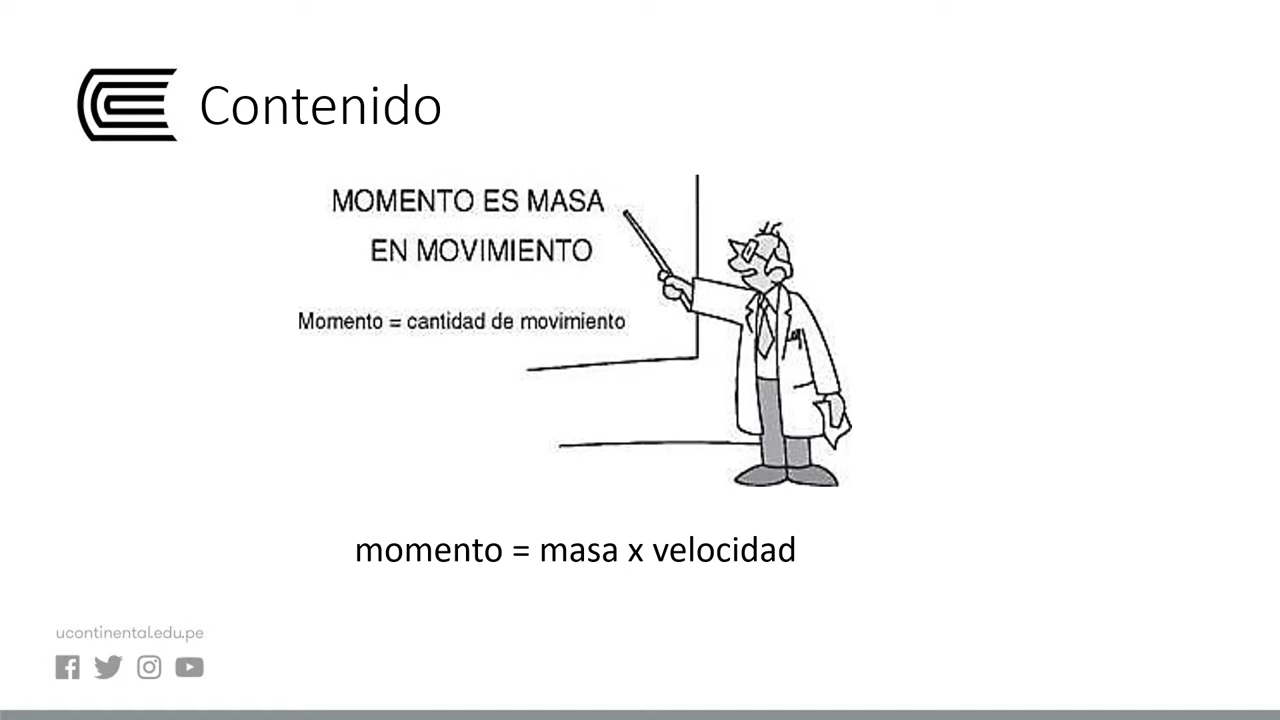 Contenido
MOMENTO ES MASA
EN MOVIMIENTO
Momento = cantidad de movimiento
momento = masa x velocidad
ucontinental.edu.pe